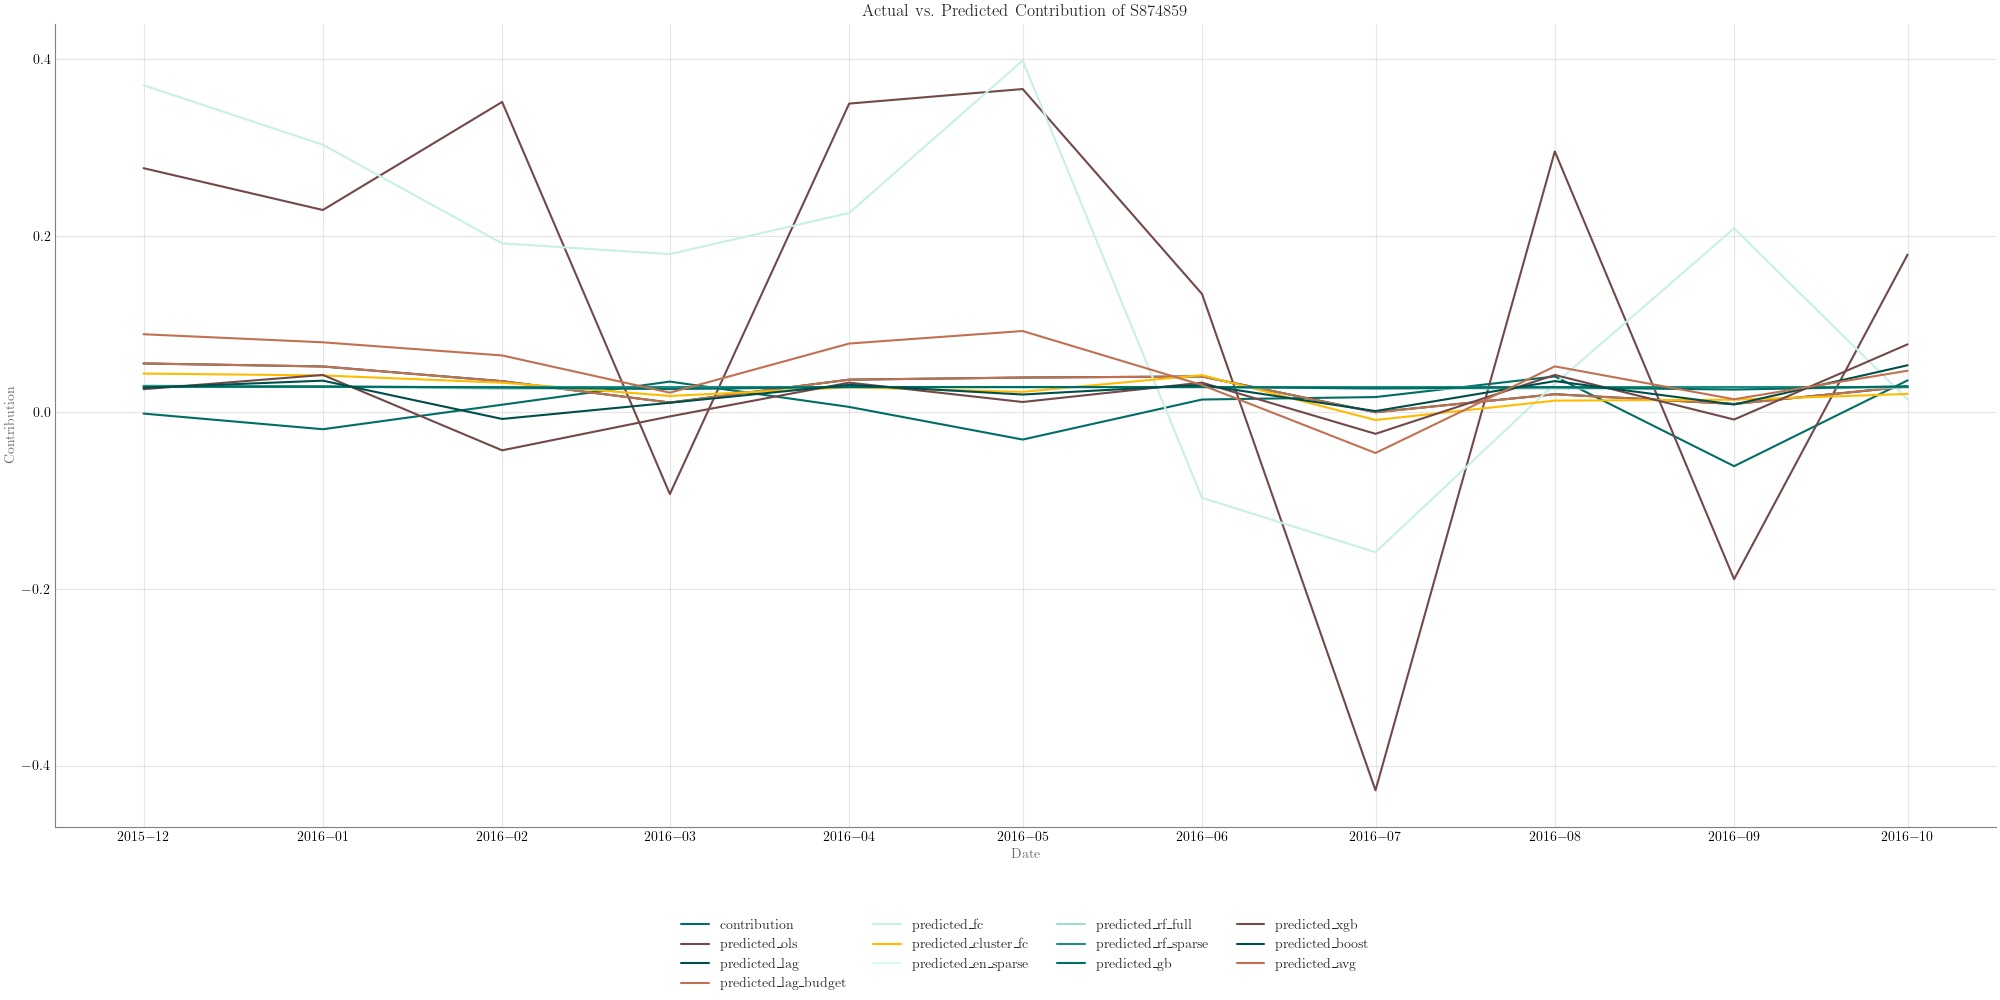 Actual vs. Predicted Contribution of S874859
0.4
0.2
0.0
−0.2
−0.4
Contribution
2015−12 2016−01 2016−02 2016−03 2016−04 2016−05 2016−06 2016−07 2016−08 2016−09 2016−10
Date
contribution predicted_fc predicted_rf_full predicted_xgb
predicted_ols predicted_cluster_fc predicted_rf_sparse predicted_boost
predicted_lag predicted_en_sparse predicted_gb predicted_avg
predicted_lag_budget